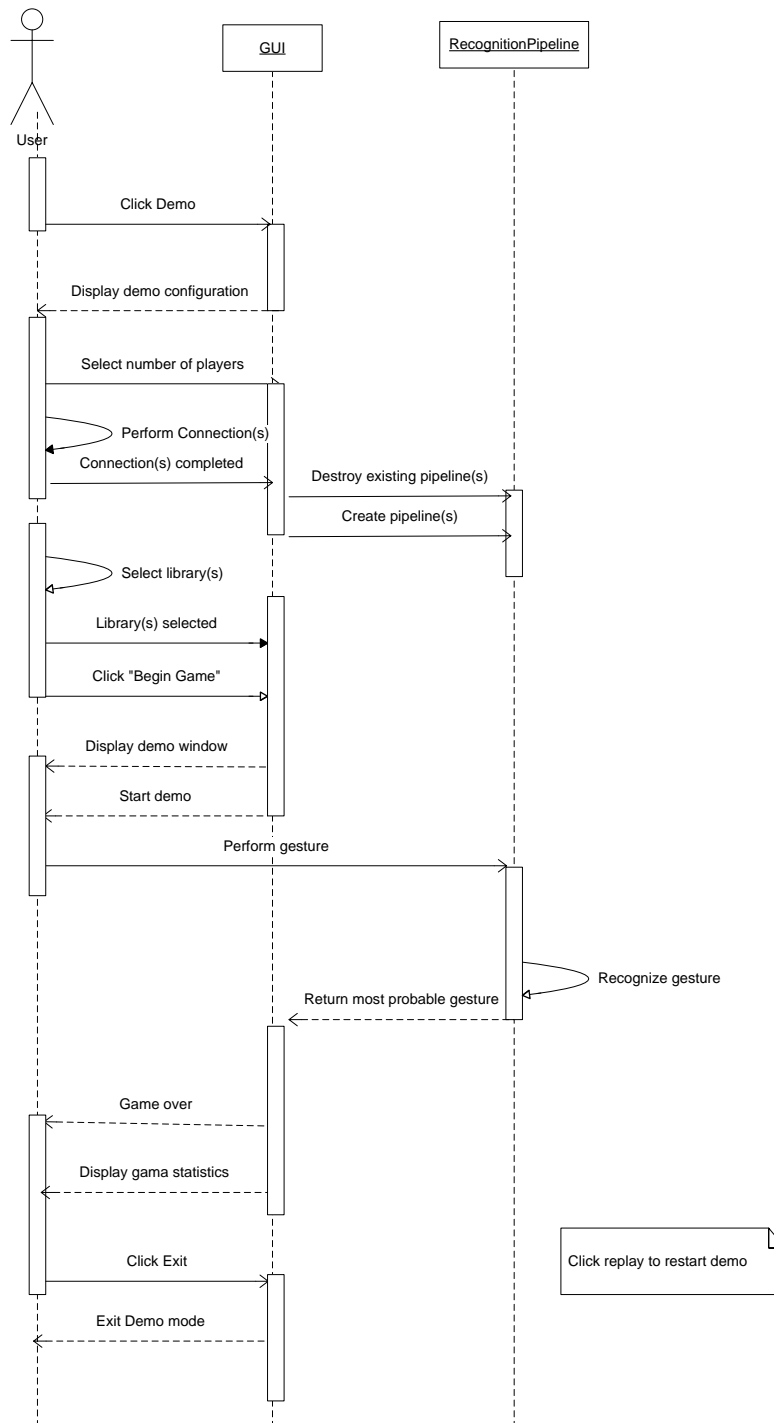 GUI
RecognitionPipeline
User
Click Demo
Display demo configuration
Select number of players
Perform Connection(s)
Connection(s) completed
Destroy existing pipeline(s)
Create pipeline(s)
Select library(s)
Library(s) selected
Click "Begin Game"
Display demo window
Start demo
Perform gesture
Recognize gesture
Return most probable gesture
Game over
Display gama statistics
Click replay to restart demo
Click Exit
Exit Demo mode